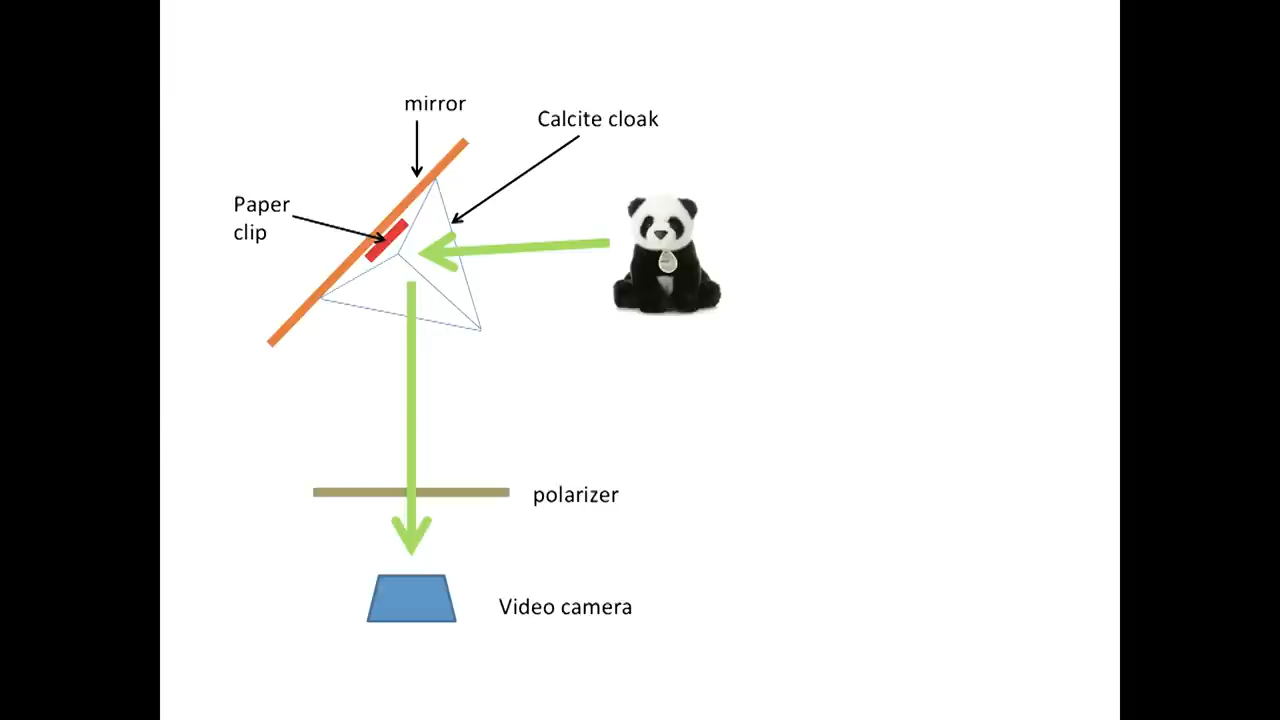 mirror
Calcite cloak
Paper
clip
polarizer
Video camera